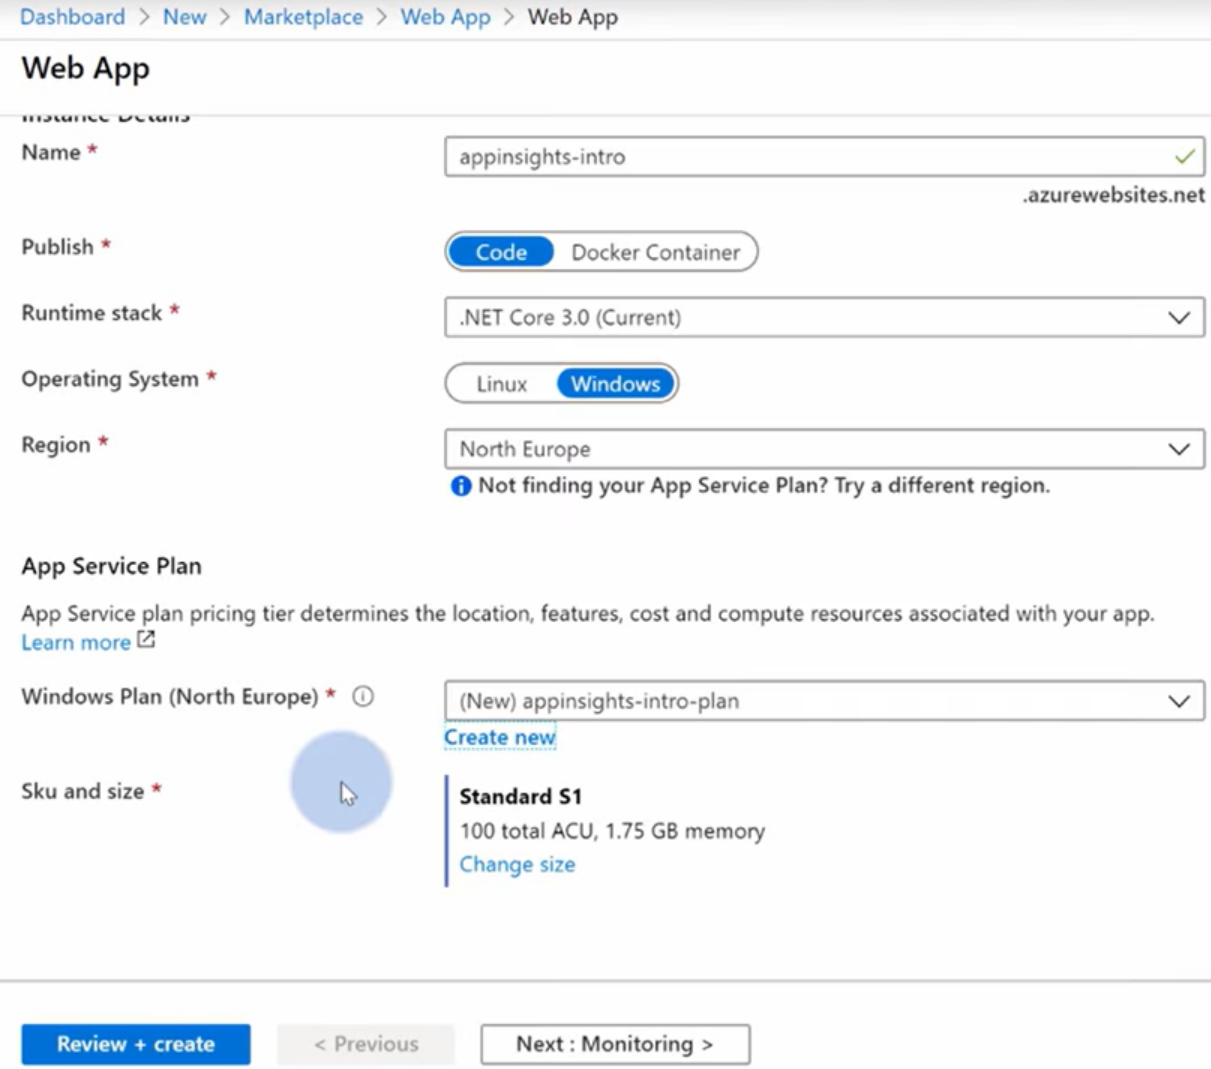 Dashboard > New > Marketplace > Web App > Web App
Web App
Instance Details
Name *
appinsights-intro
.azurewebsites.net
Publish *
Code Docker Container
Runtime stack *
.NET Core 3.0 (Current)
Operating System *
Linux Windows
Region *
North Europe
Not finding your App Service Plan? Try a different region.
App Service Plan
App Service plan pricing tier determines the location, features, cost and compute resources associated with your app.
Learn more
Windows Plan (North Europe) *
(New) appinsights-intro-plan
Create new
Sku and size *
Standard S1
100 total ACU, 1.75 GB memory
Change size
Review + create < Previous Next : Monitoring >